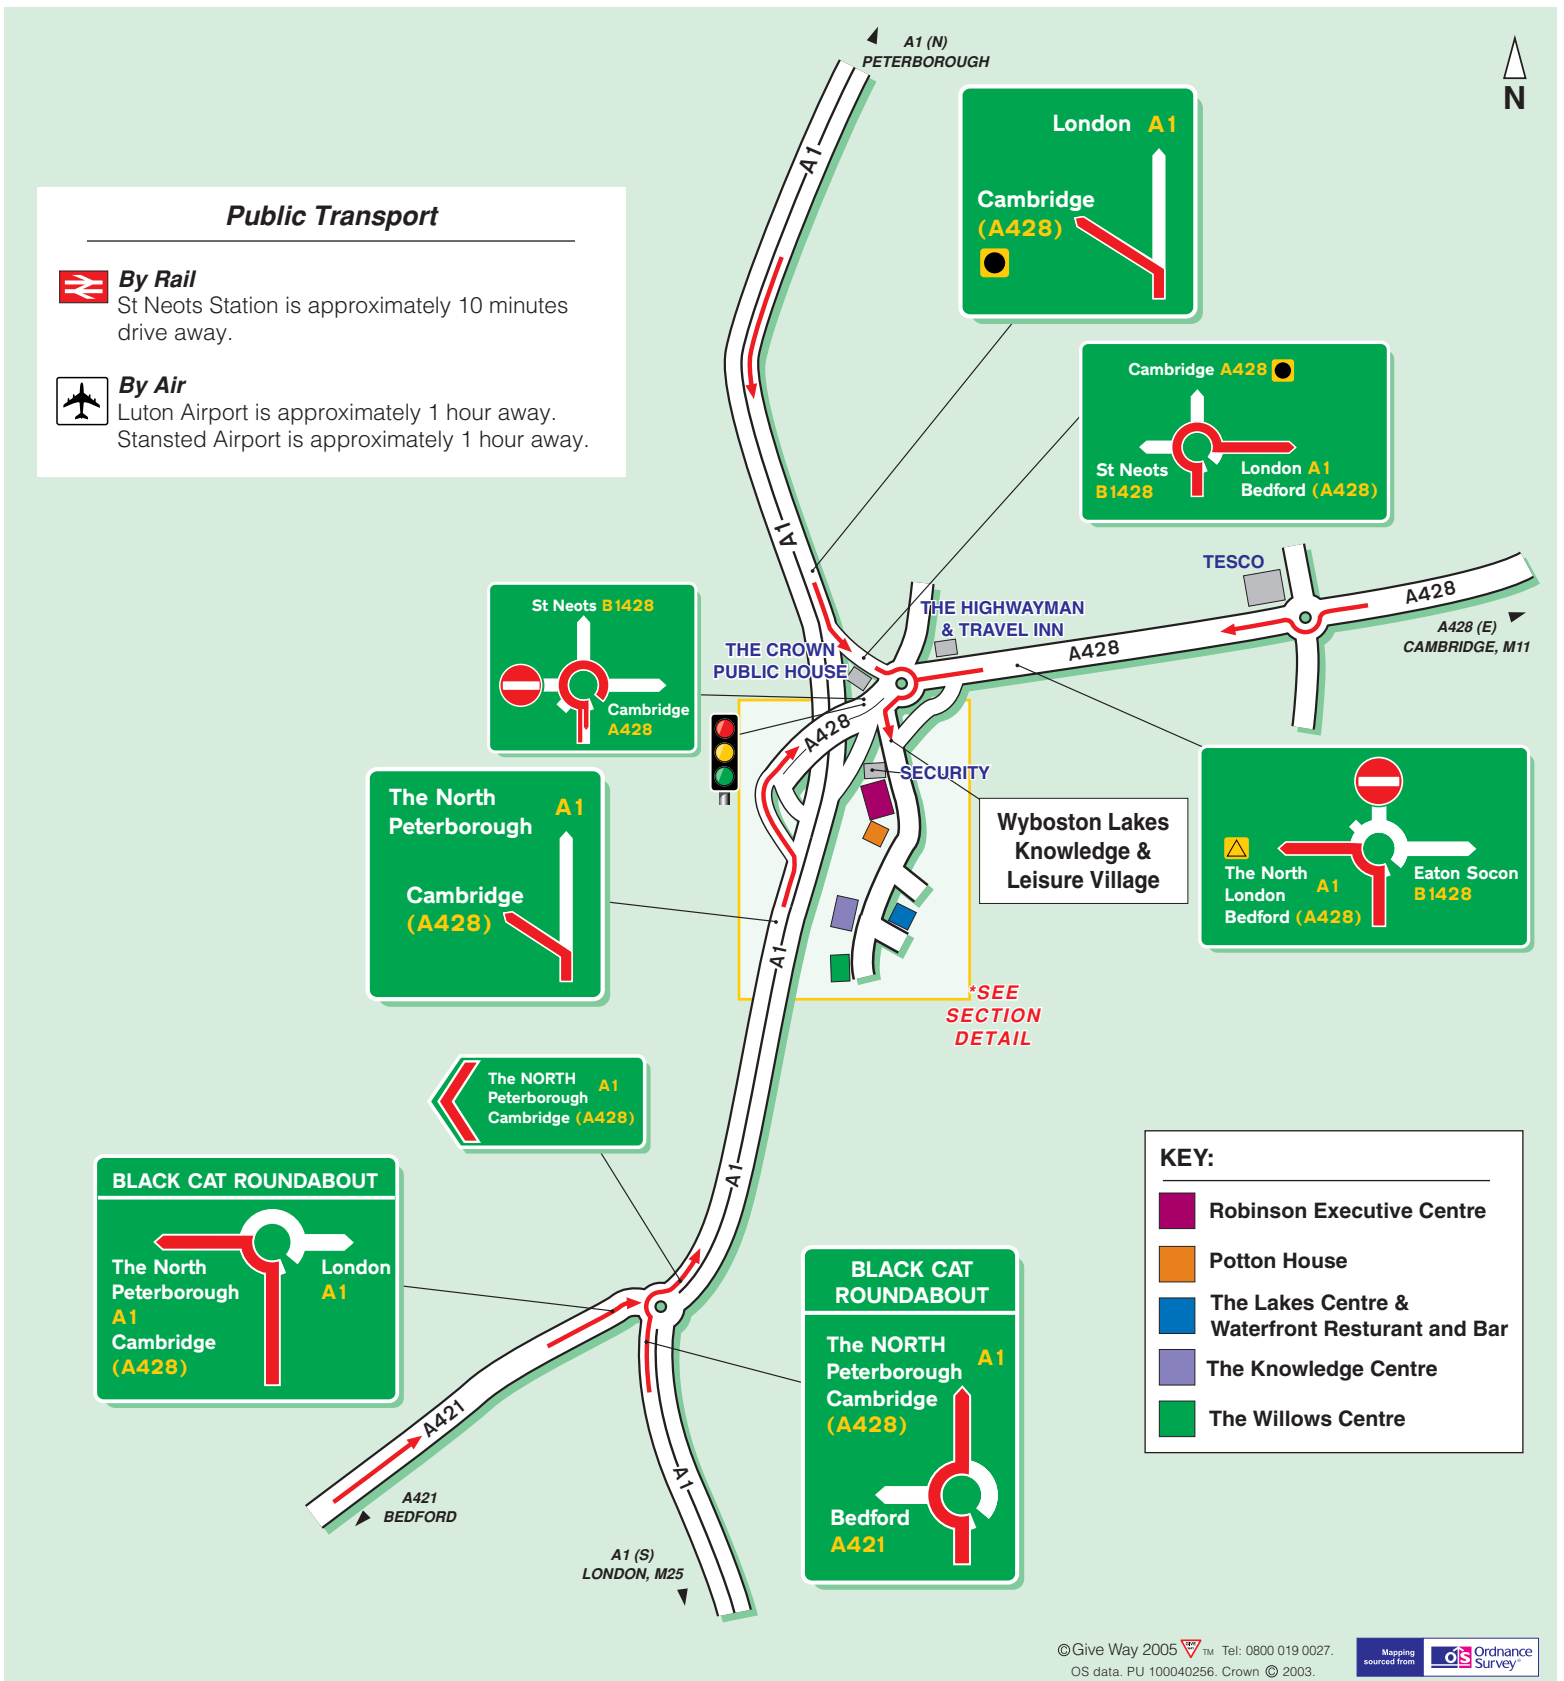 A1 (N)
PETERBOROUGH
N
London A1
Cambridge
(A428)
Public Transport
By Rail
St Neots Station is approximately 10 minutes
drive away.
By Air
Luton Airport is approximately 1 hour away.
Stansted Airport is approximately 1 hour away.
A1
Cambridge A428
St Neots
B1428
London A1
Bedford (A428)
A1
TESCO
A428
A428 (E)
CAMBRIDGE, M11
THE HIGHWAYMAN
& TRAVEL INN
A428
THE CROWN
PUBLIC HOUSE
St Neots B1428
Cambridge
A428
A428
SECURITY
The North
Peterborough
A1
Cambridge
(A428)
Wyboston Lakes
Knowledge &
Leisure Village
The North
London
A1
Bedford (A428)
Eaton Socon
B1428
A1
*SEE
SECTION
DETAIL
The NORTH
Peterborough
A1
Cambridge (A428)
A1
BLACK CAT ROUNDABOUT
The North
Peterborough
A1
Cambridge
(A428)
London
A1
BLACK CAT
ROUNDABOUT
The NORTH
Peterborough
A1
Cambridge
(A428)
Bedford
A421
KEY:
Robinson Executive Centre
Potton House
The Lakes Centre &
Waterfront Resturant and Bar
The Knowledge Centre
The Willows Centre
A421
A421
BEDFORD
A1
A1 (S)
LONDON, M25
©Give Way 2005 GIVE WAY TM Tel: 0800 019 0027.
OS data. PU 100040256. Crown © 2003.
Mapping
sourced from
OS Ordnance
Survey®